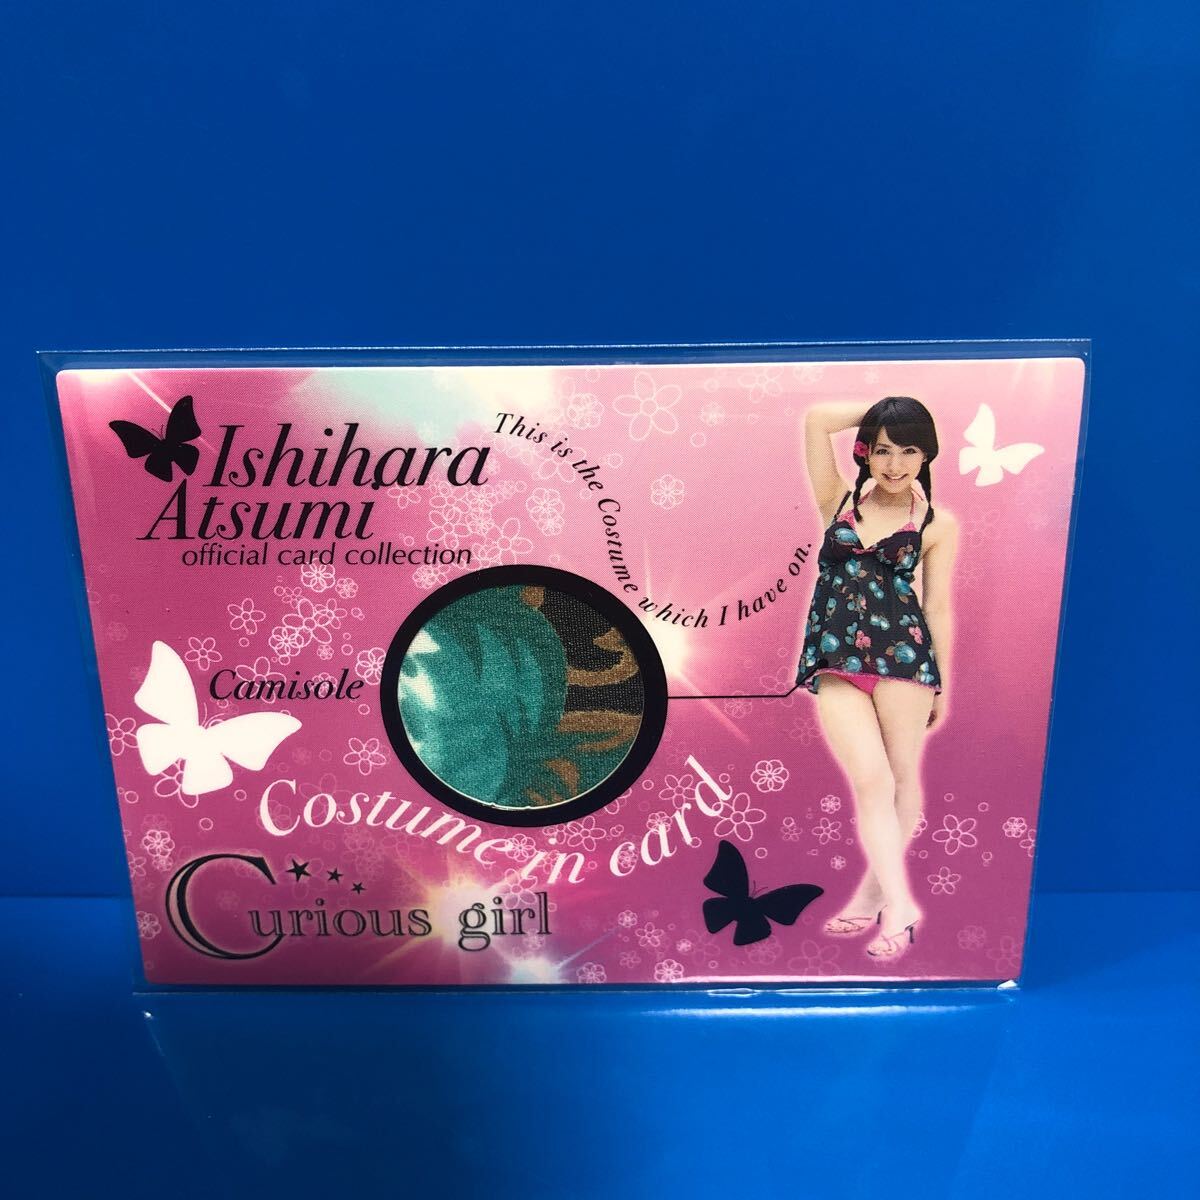 Ishihara
Atsumi
official card collection
This is the Costume which I have on.
Camisole
Costume in card
Curious girl